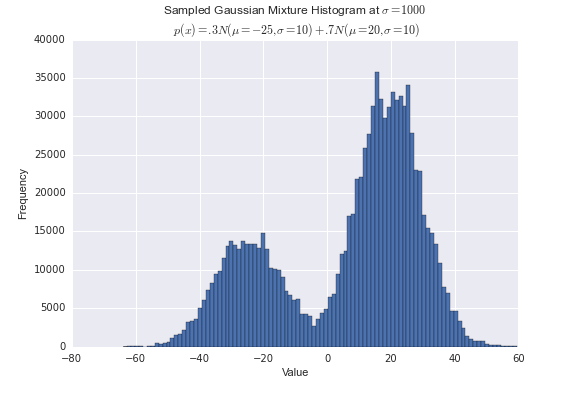 Sampled Gaussian Mixture Histogram at σ=1000
p(x)=.3N(μ=−25,σ=10)+.7N(μ=20,σ=10)
40000
35000
30000
25000
20000
15000
10000
5000
0
Frequency
−80 −60 −40 −20 0 20 40 60
Value